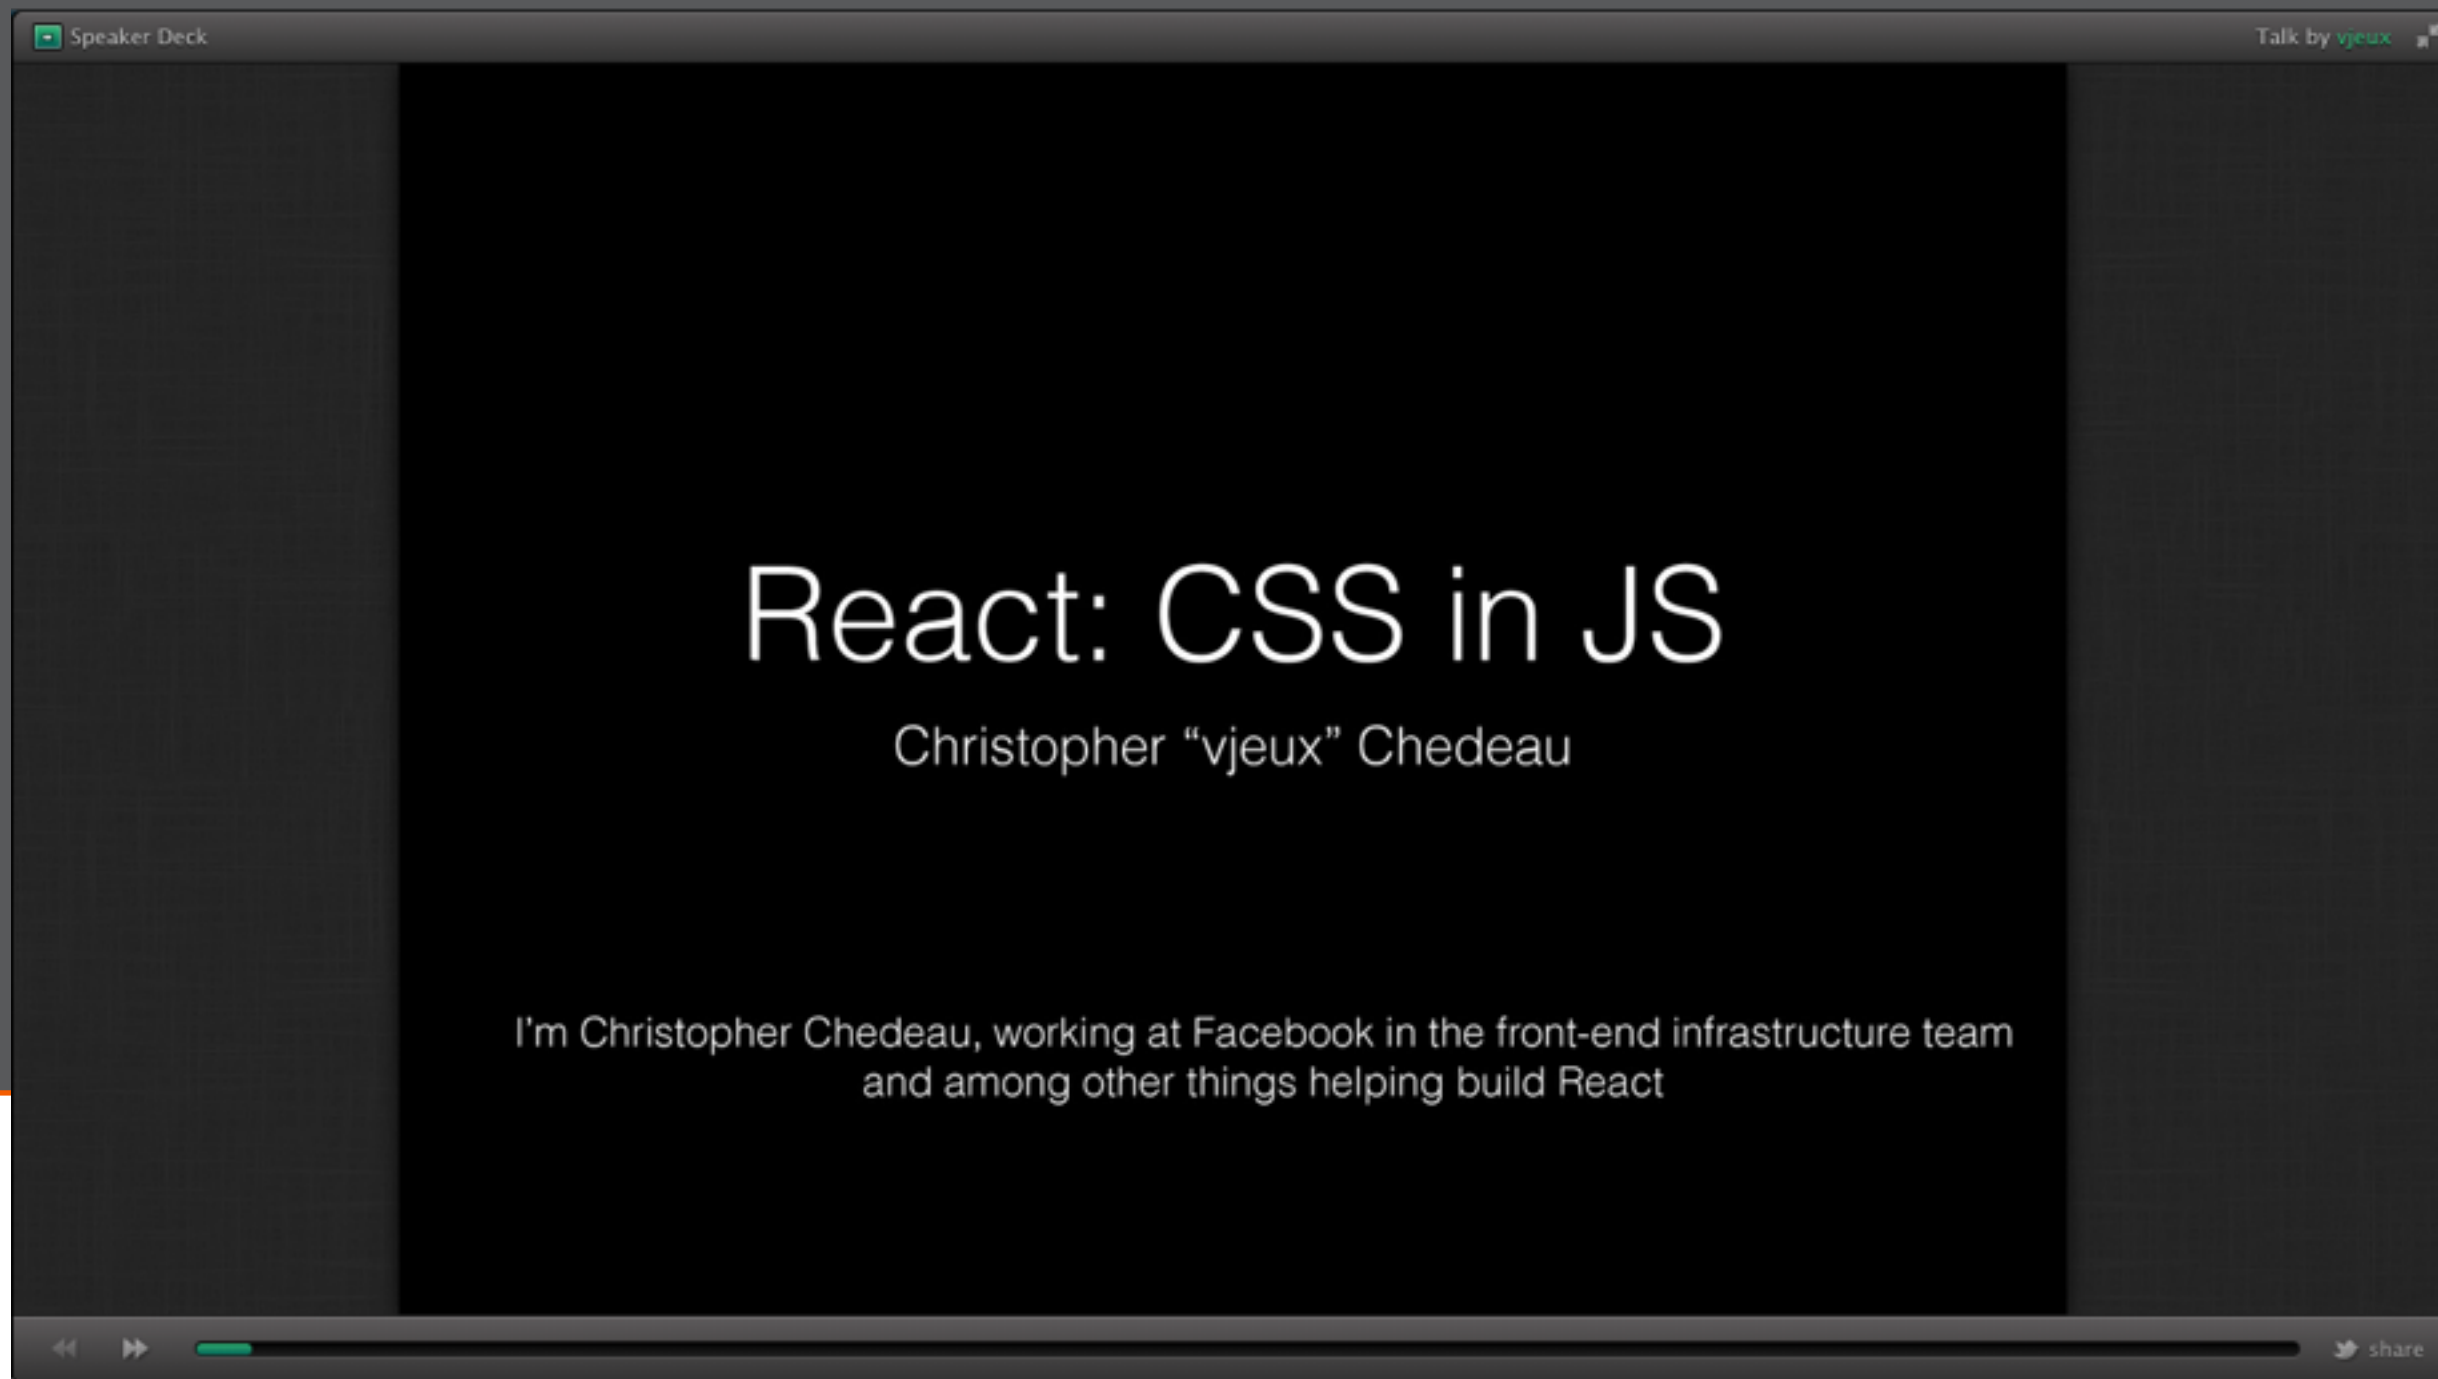 Speaker Deck
Talk by vjeux
React: CSS in JS
Christopher “vjeux” Chedeau
I’m Christopher Chedeau, working at Facebook in the front-end infrastructure team
and among other things helping build React
share